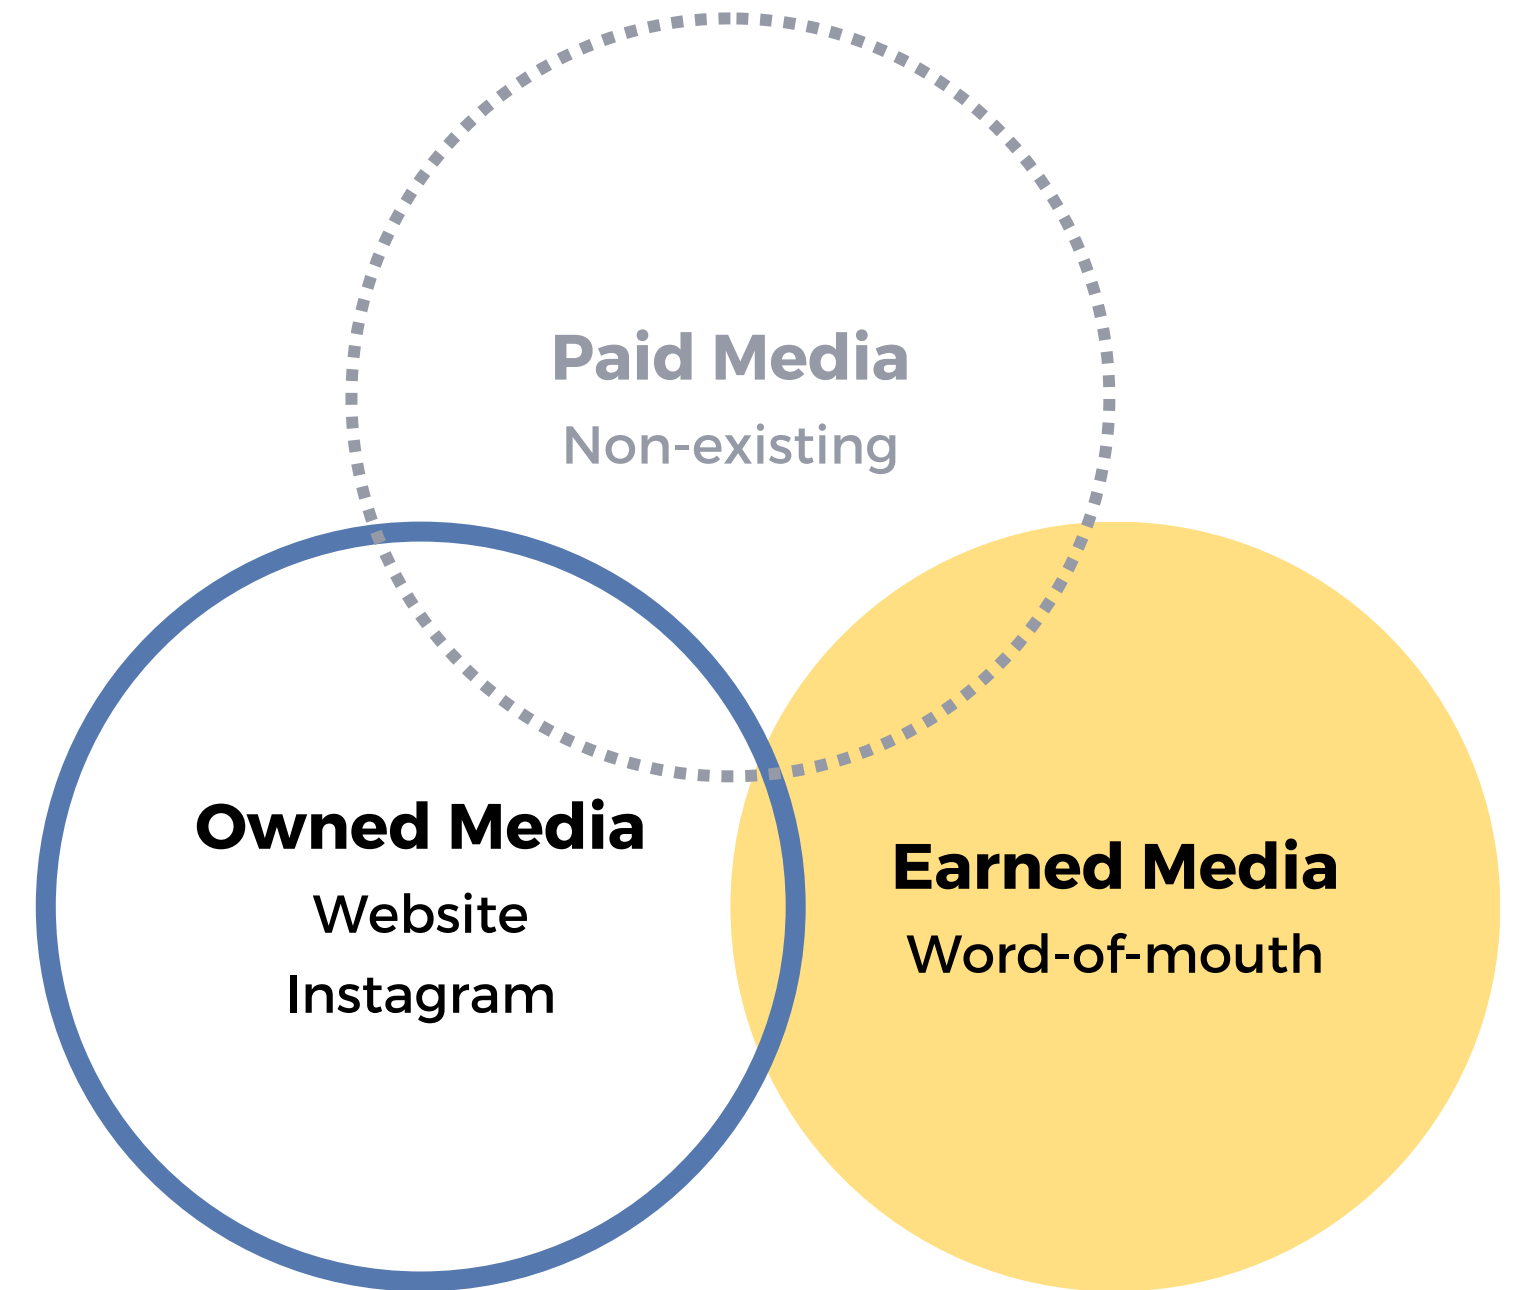 Paid Media
Non-existing
Owned Media
Website
Instagram
Earned Media
Word-of-mouth